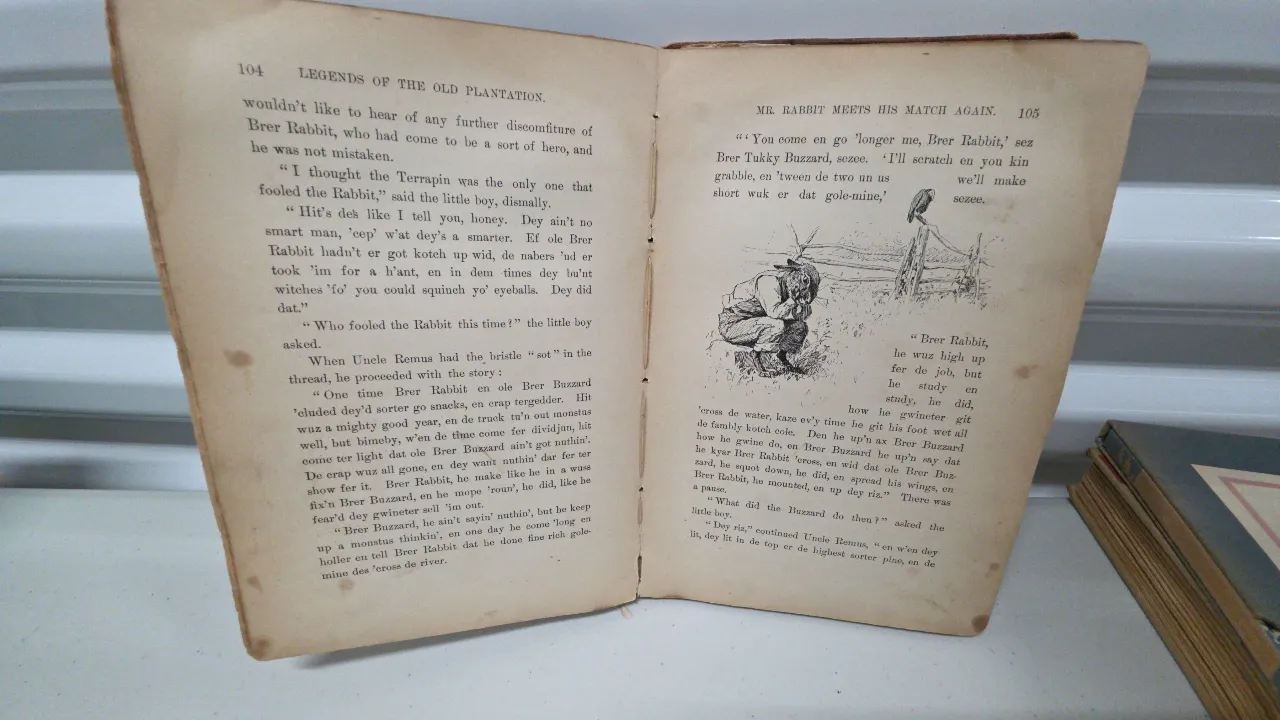 104 LEGENDS OF THE OLD PLANTATION.
wouldn't like to hear of any further discomfiture of
Brer Rabbit, who had come to be a sort of hero, and
he was not mistaken.
“I thought the Terrapin was the only one that
fooled the Rabbit,” said the little boy, dismally.
“Hit's des like I tell you, honey. Dey ain't no
smart man, 'cep' w'at dey's a smarter. Ef ole Brer
Rabbit hadn't er got kotch up wid, de nabers 'ud er
took 'im for a h'ant, en in dem times dey bu'nt
witches 'fo' you could squinch yo' eyeballs. Dey did
dat.”
“Who fooled the Rabbit this time?” the little boy
asked.
When Uncle Remus had the bristle “sot” in the
thread, he proceeded with the story:
“One time Brer Rabbit en ole Brer Buzzard
'cluded dey'd sorter go snacks, en crap tergedder. Hit
wuz a mighty good year, en de truck tu'n out monstus
well, but bimeby, w'en de time come fer dividjun, hit
come ter light dat ole Brer Buzzard ain't got nuthin'.
De crap wuz all gone, en dey want nuthin' dar fer ter
show fer it. Brer Rabbit, he make like he in a wuss
fix'n Brer Buzzard, en he mope 'roun', he did, like he
fear'd dey gwineter sell 'im out.
“Brer Buzzard, he ain't sayin' nuthin', but he keep
up a monstus thinkin', en one day he come 'long en
holler en tell Brer Rabbit dat he done fine rich gole-
mine des 'cross de river.
MR. RABBIT MEETS HIS MATCH AGAIN. 105
“‘You come en go 'longer me, Brer Rabbit,’ sez
Brer Tukky Buzzard, sezee. ‘I'll scratch en you kin
grabble, en 'tween de two un us we'll make
short wuk er dat gole-mine,’ sezee.
“Brer Rabbit,
he wuz high up
fer de job, but
he study en
study, he did,
how he gwineter git
'cross de water, kaze ev'y time he git his foot wet all
de fambly kotch cole. Den he up'n ax Brer Buzzard
how he gwine do, en Brer Buzzard he up'n say dat
he kyar Brer Rabbit 'cross, en wid dat ole Brer Buz-
zard, he squot down, he did, en spread his wings, en
Brer Rabbit, he mounted, en up dey riz.” There was
a pause.
“What did the Buzzard do then?” asked the
little boy.
“Dey riz,” continued Uncle Remus, “en w'en dey
lit, dey lit in de top er de highest sorter pine, en de